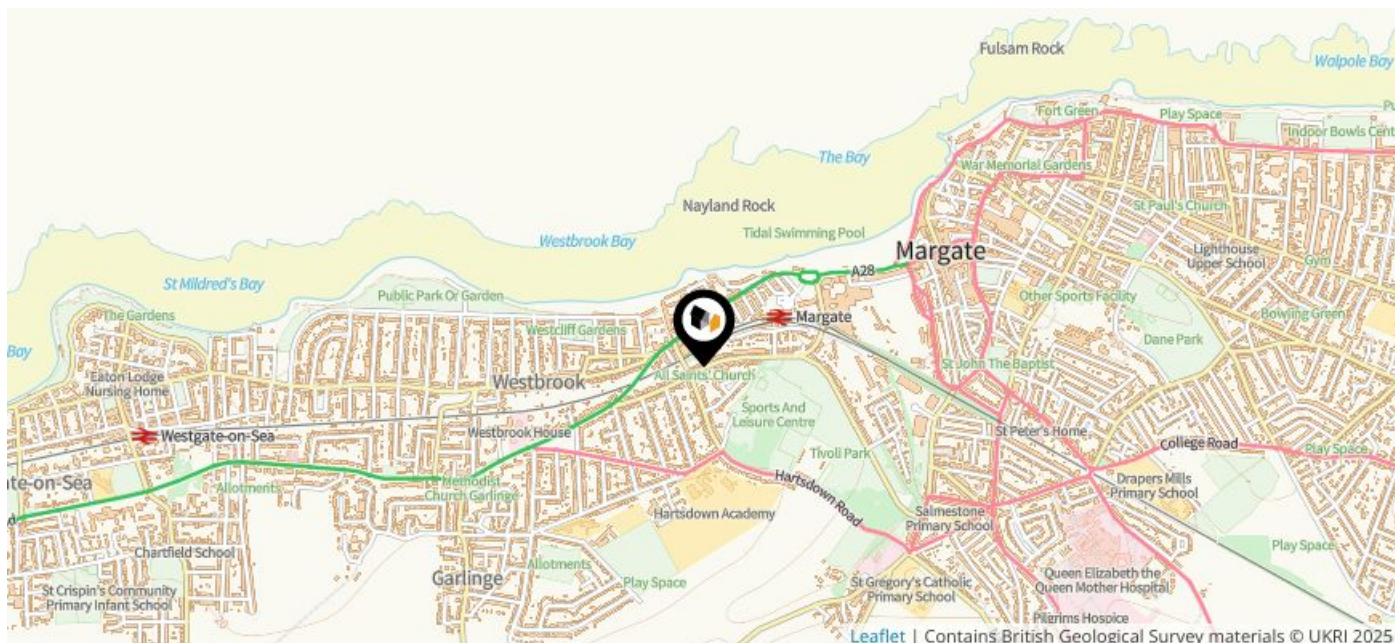 Fulsam Rock
Walpole Bay
Fort Green
Play Space
Indoor Bowls Cent
The Bay
War Memorial Gardens
St Paul's Church
Nayland Rock
Tidal Swimming Pool
Westbrook Bay
Margate
Lighthouse
Upper School
Gym
A28
St Mildred's Bay
Public Park Or Garden
Other Sports Facility
The Gardens
Westcliff Gardens
Margate
Bowling Green
Dane Park
Bay
Eaton Lodge
Nursing Home
Westbrook
All Saints' Church
St John The Baptist
Sports And
Leisure Centre
Westgate-on-Sea
Westbrook House
St Peter's Home
College Road
Play Space
Tivoli Park
te-on-Sea
Allotments
Methodist
Church Garlinge
Hartsdown Road
Drapers Mills
Primary School
Hartsdown Academy
Salmestone
Primary School
Chartfield School
Play Space
Allotments
Garlinge
Play Space
St Gregory's Catholic
Primary School
Queen Elizabeth the
Queen Mother Hospital
St Crispin's Community
Primary Infant School
Pilgrims Hospice
Leaflet | Contains British Geological Survey materials © UKRI 2025